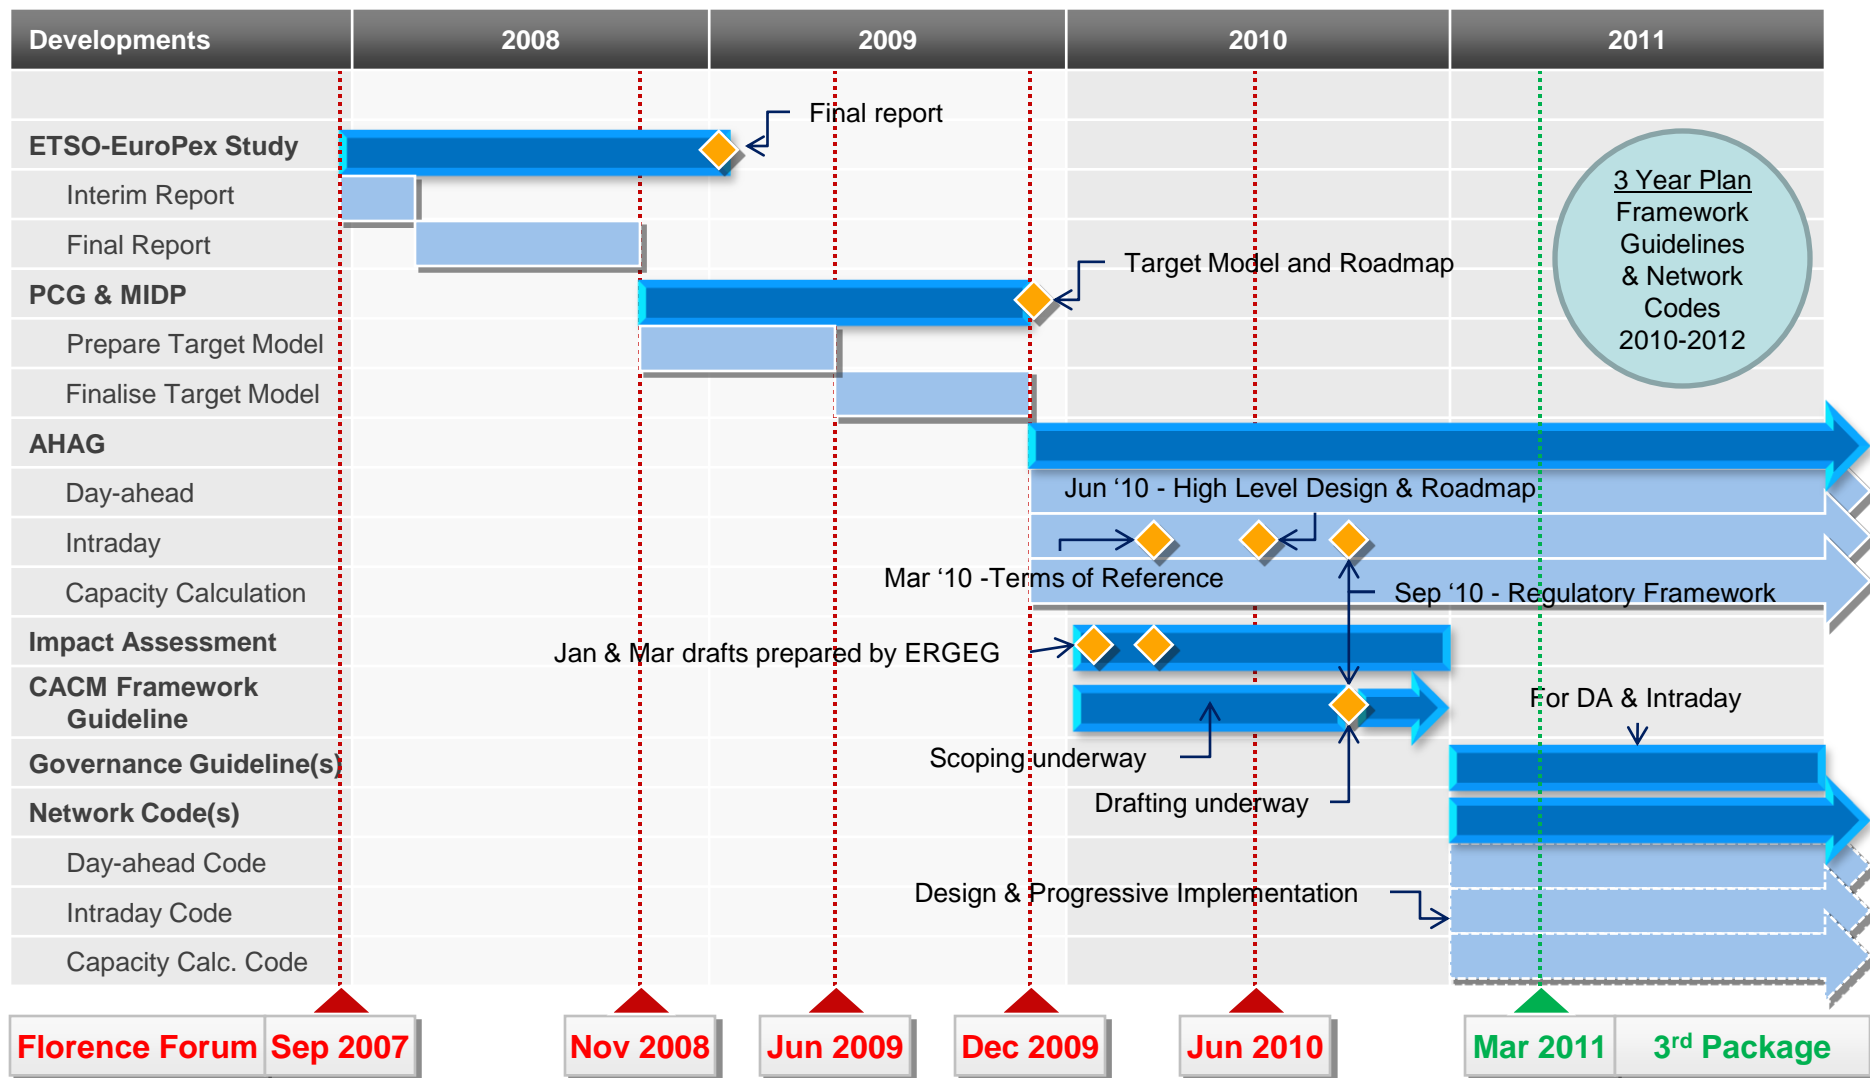 Developments 2008 2009 2010 2011
Final report
ETSO-EuroPex Study
Interim Report
Final Report
3 Year Plan
Framework
Guidelines
& Network
Codes
2010-2012
Target Model and Roadmap
PCG & MIDP
Prepare Target Model
Finalise Target Model
AHAG
Day-ahead
Jun ‘10 - High Level Design & Roadmap
Intraday
Mar ‘10 -Terms of Reference
Capacity Calculation
Sep ‘10 - Regulatory Framework
Impact Assessment
Jan & Mar drafts prepared by ERGEG
CACM Framework
Guideline
For DA & Intraday
Scoping underway
Governance Guideline(s)
Drafting underway
Network Code(s)
Day-ahead Code
Design & Progressive Implementation
Intraday Code
Capacity Calc. Code
Florence Forum Sep 2007 Nov 2008 Jun 2009 Dec 2009 Jun 2010 Mar 2011 3rd Package